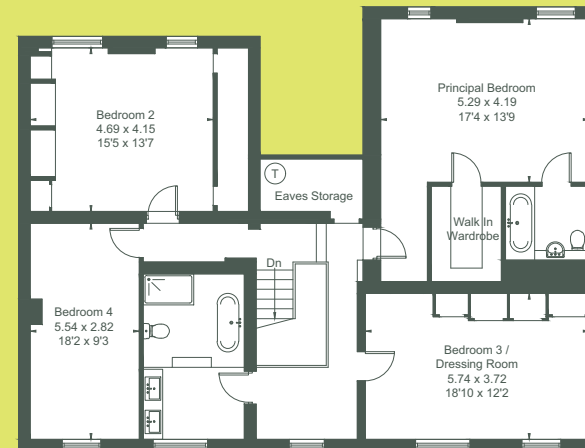 Principal Bedroom
5.29 x 4.19
17'4 x 13'9
Bedroom 2
4.69 x 4.15
15'5 x 13'7
T
Eaves Storage
Walk In
Wardrobe
Dn
Bedroom 4
5.54 x 2.82
18'2 x 9'3
Bedroom 3 /
Dressing Room
5.74 x 3.72
18'10 x 12'2